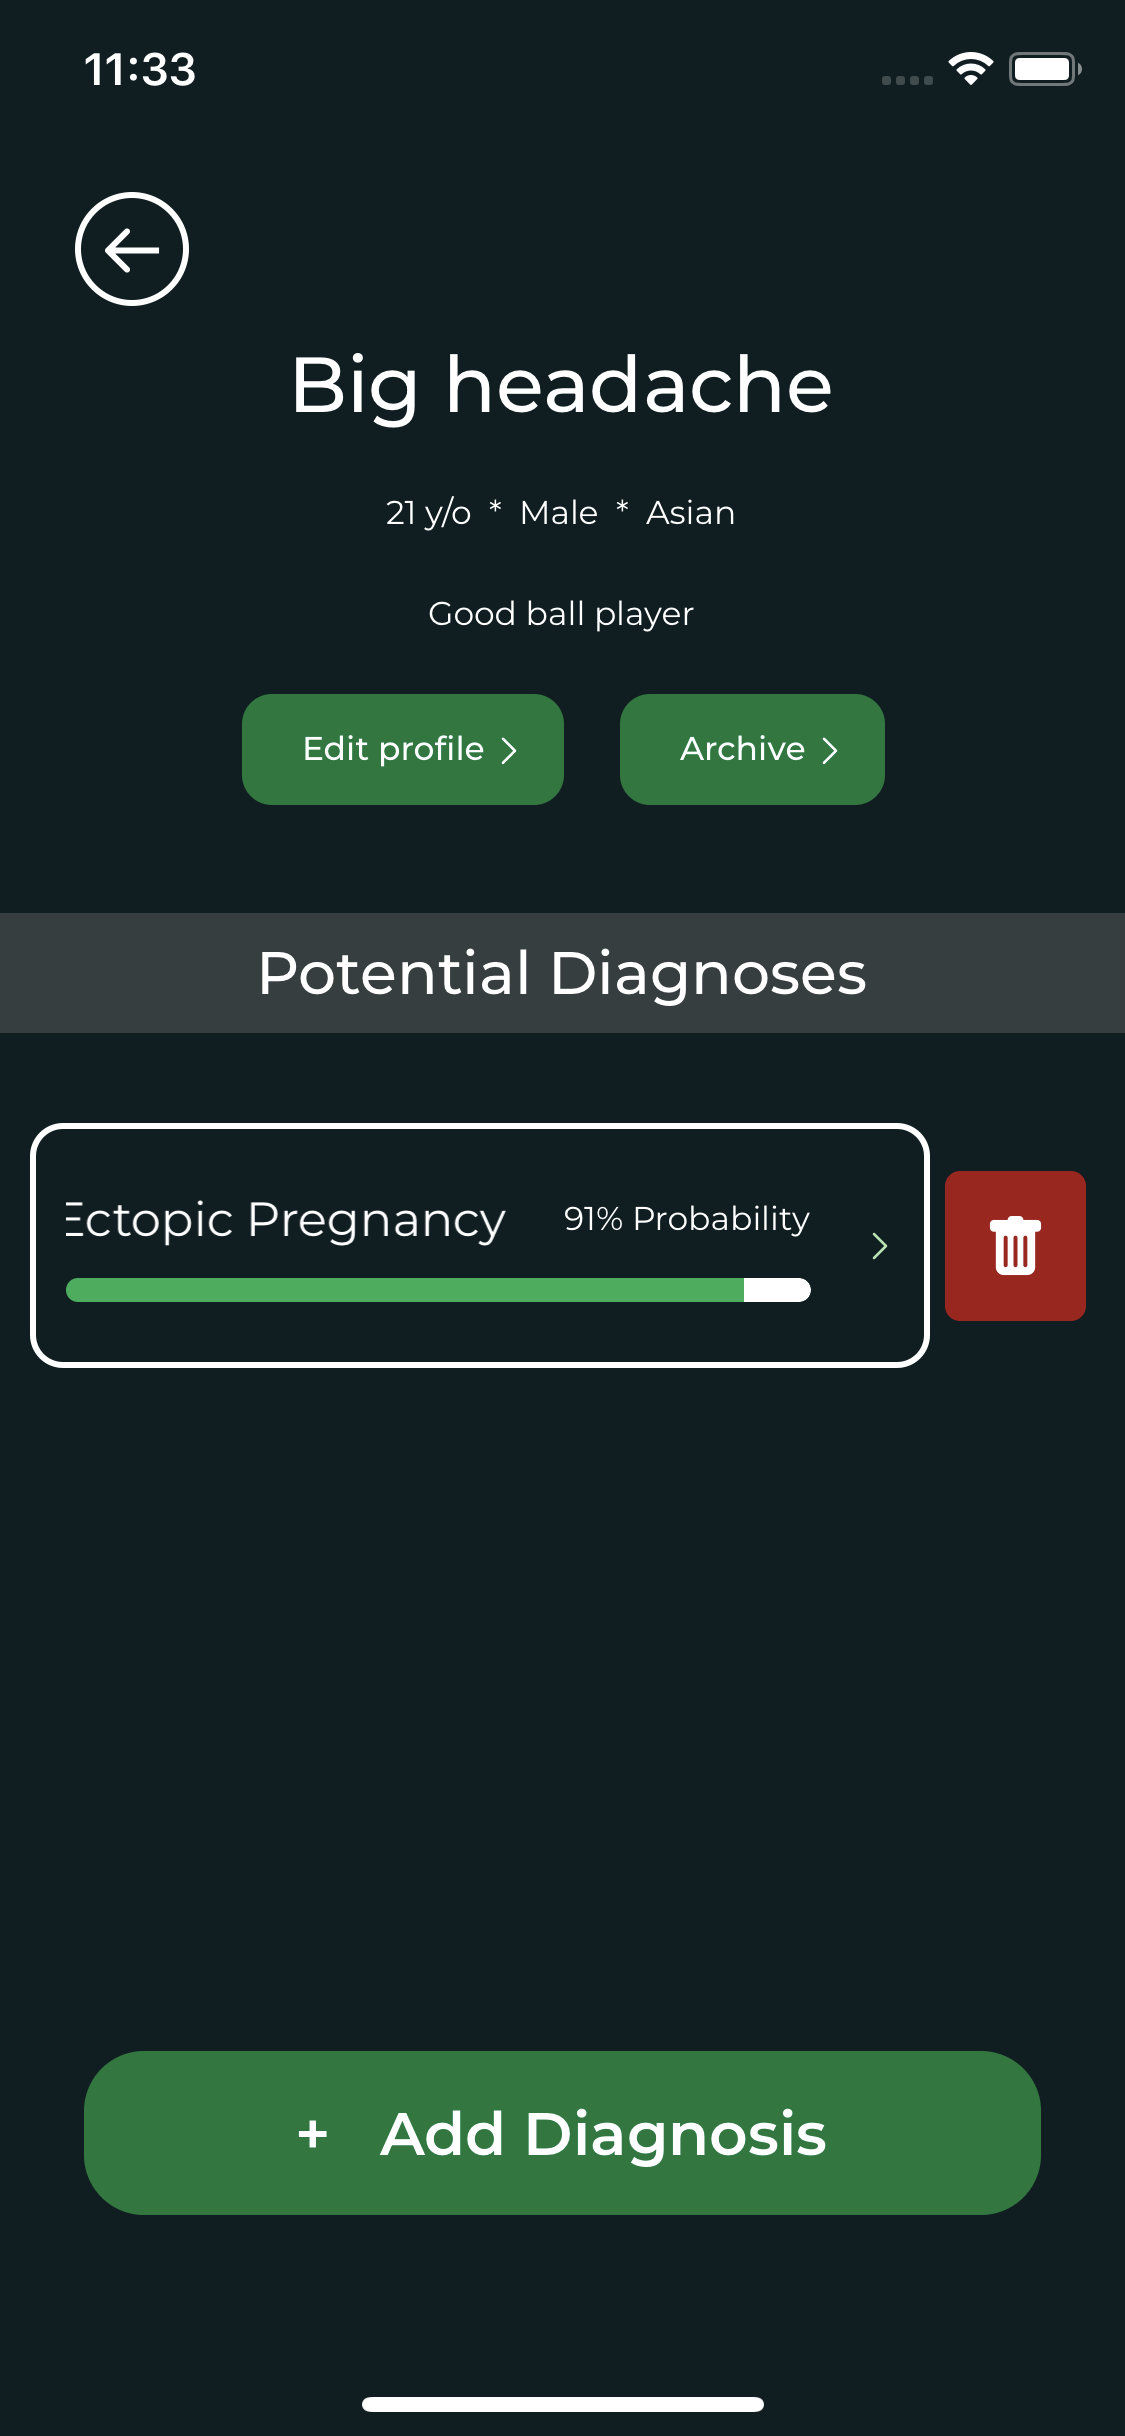 11:33
Big headache
21 y/o * Male * Asian
Good ball player
Edit profile
Archive
Potential Diagnoses
Ectopic Pregnancy 91% Probability
+ Add Diagnosis